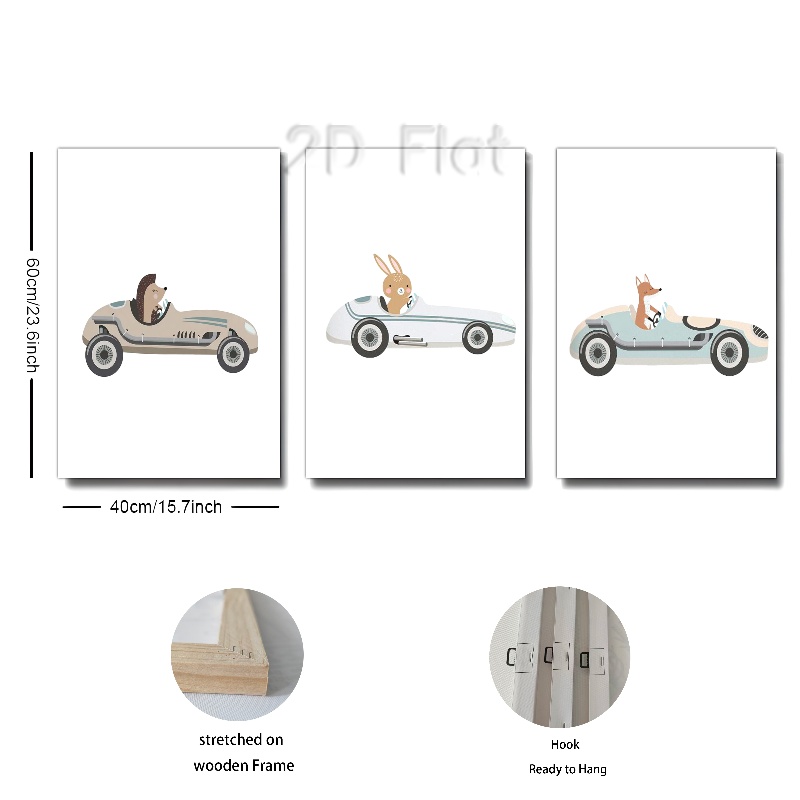 2D Flat
60cm/23.6inch
40cm/15.7inch
stretched on
wooden Frame
Hook
Ready to Hang